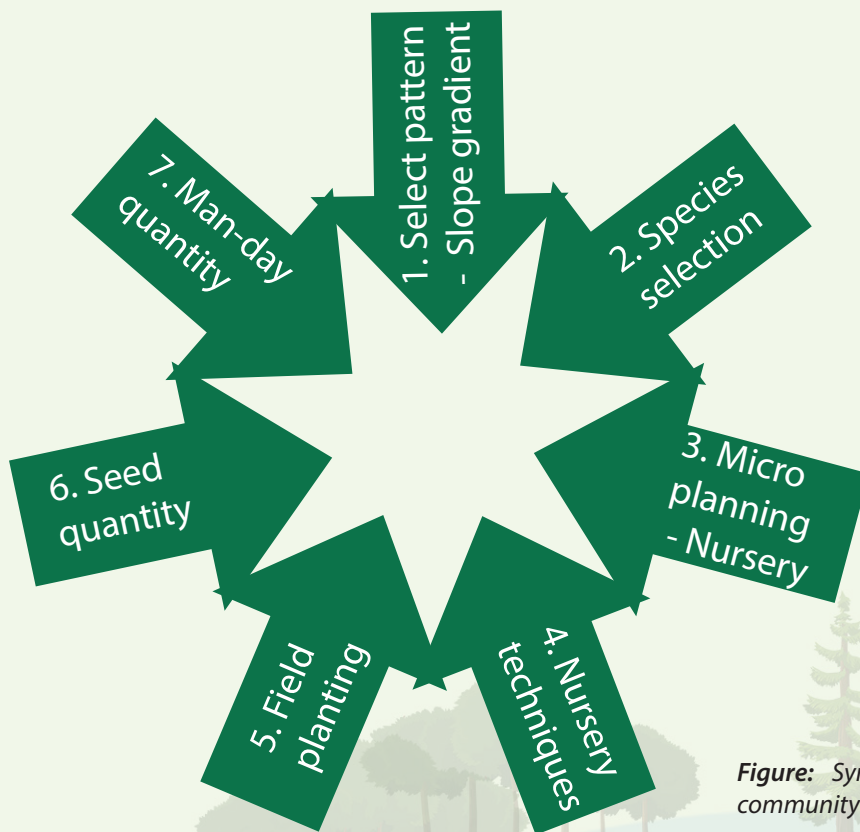 1. Select pattern
- Slope gradient
2. Species
selection
3. Micro
planning
- Nursery
4. Nursery
techniques
5. Field
planting
6. Seed
quantity
7. Man-day
quantity
Figure:
community